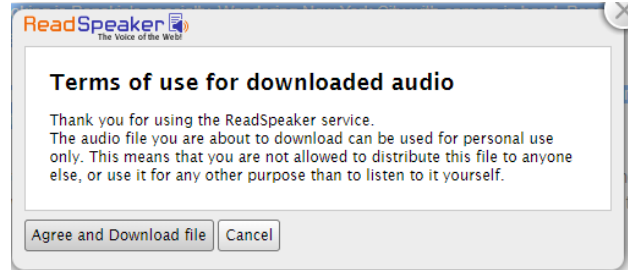 ReadSpeaker
The Voice of the Web!
Terms of use for downloaded audio
Thank you for using the ReadSpeaker service.
The audio file you are about to download can be used for personal use
only. This means that you are not allowed to distribute this file to anyone
else, or use it for any other purpose than to listen to it yourself.
Agree and Download file Cancel